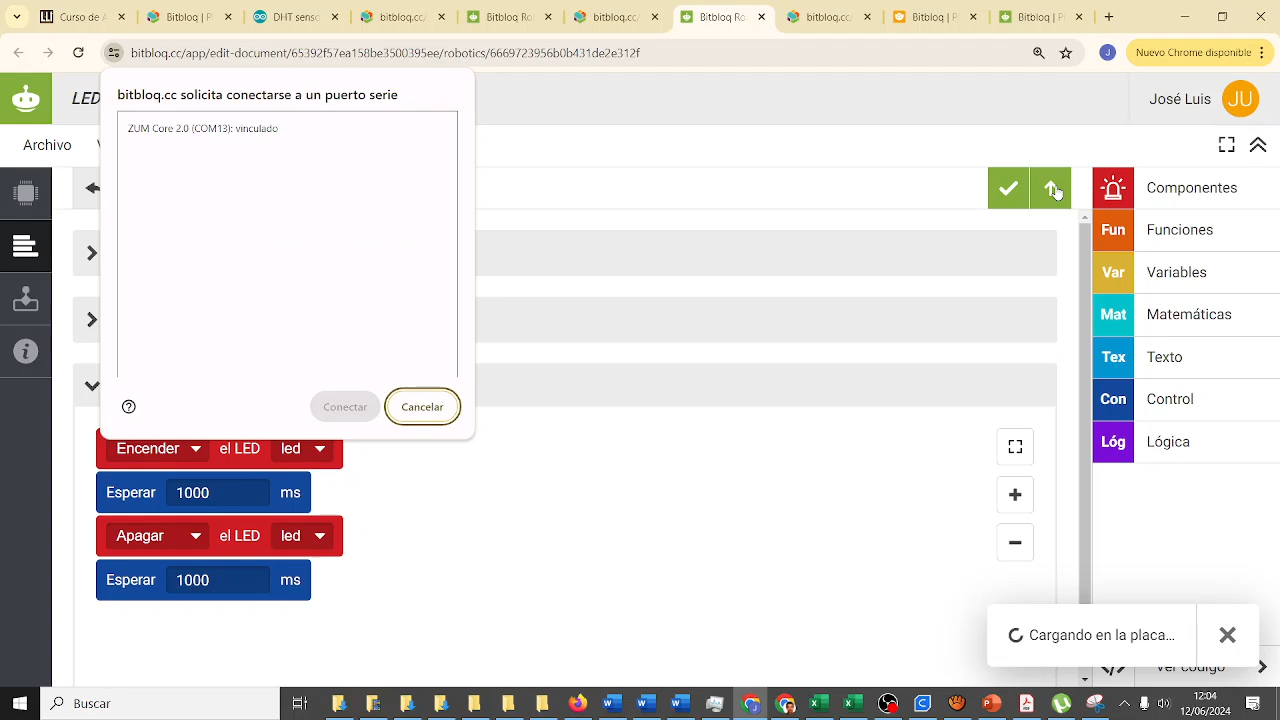 Curso de A
Bitbloq | P
DHT senso
bitbloq.cc/
Bitbloq Ro
bitbloq.cc/
Bitbloq Ro
bitbloq.cc/
Bitbloq | P
Bitbloq | P
bitbloq.cc/app/edit-document/65392f57ea158be3500395ee/robotics/6669723956b0b431de2e312f
J
Nuevo Chrome disponible
LED
José Luis
JU
bitbloq.cc solicita conectarse a un puerto serie
ZUM Core 2.0 (COM13): vinculado
Archivo
Conectar
Cancelar
Componentes
Fun Funciones
Var Variables
Mat Matemáticas
Tex Texto
Con Control
Lóg Lógica
Encender el LED led
Esperar 1000 ms
Apagar el LED led
Esperar 1000 ms
Cargando en la placa...
Ver código
Buscar
12:04
12/06/2024